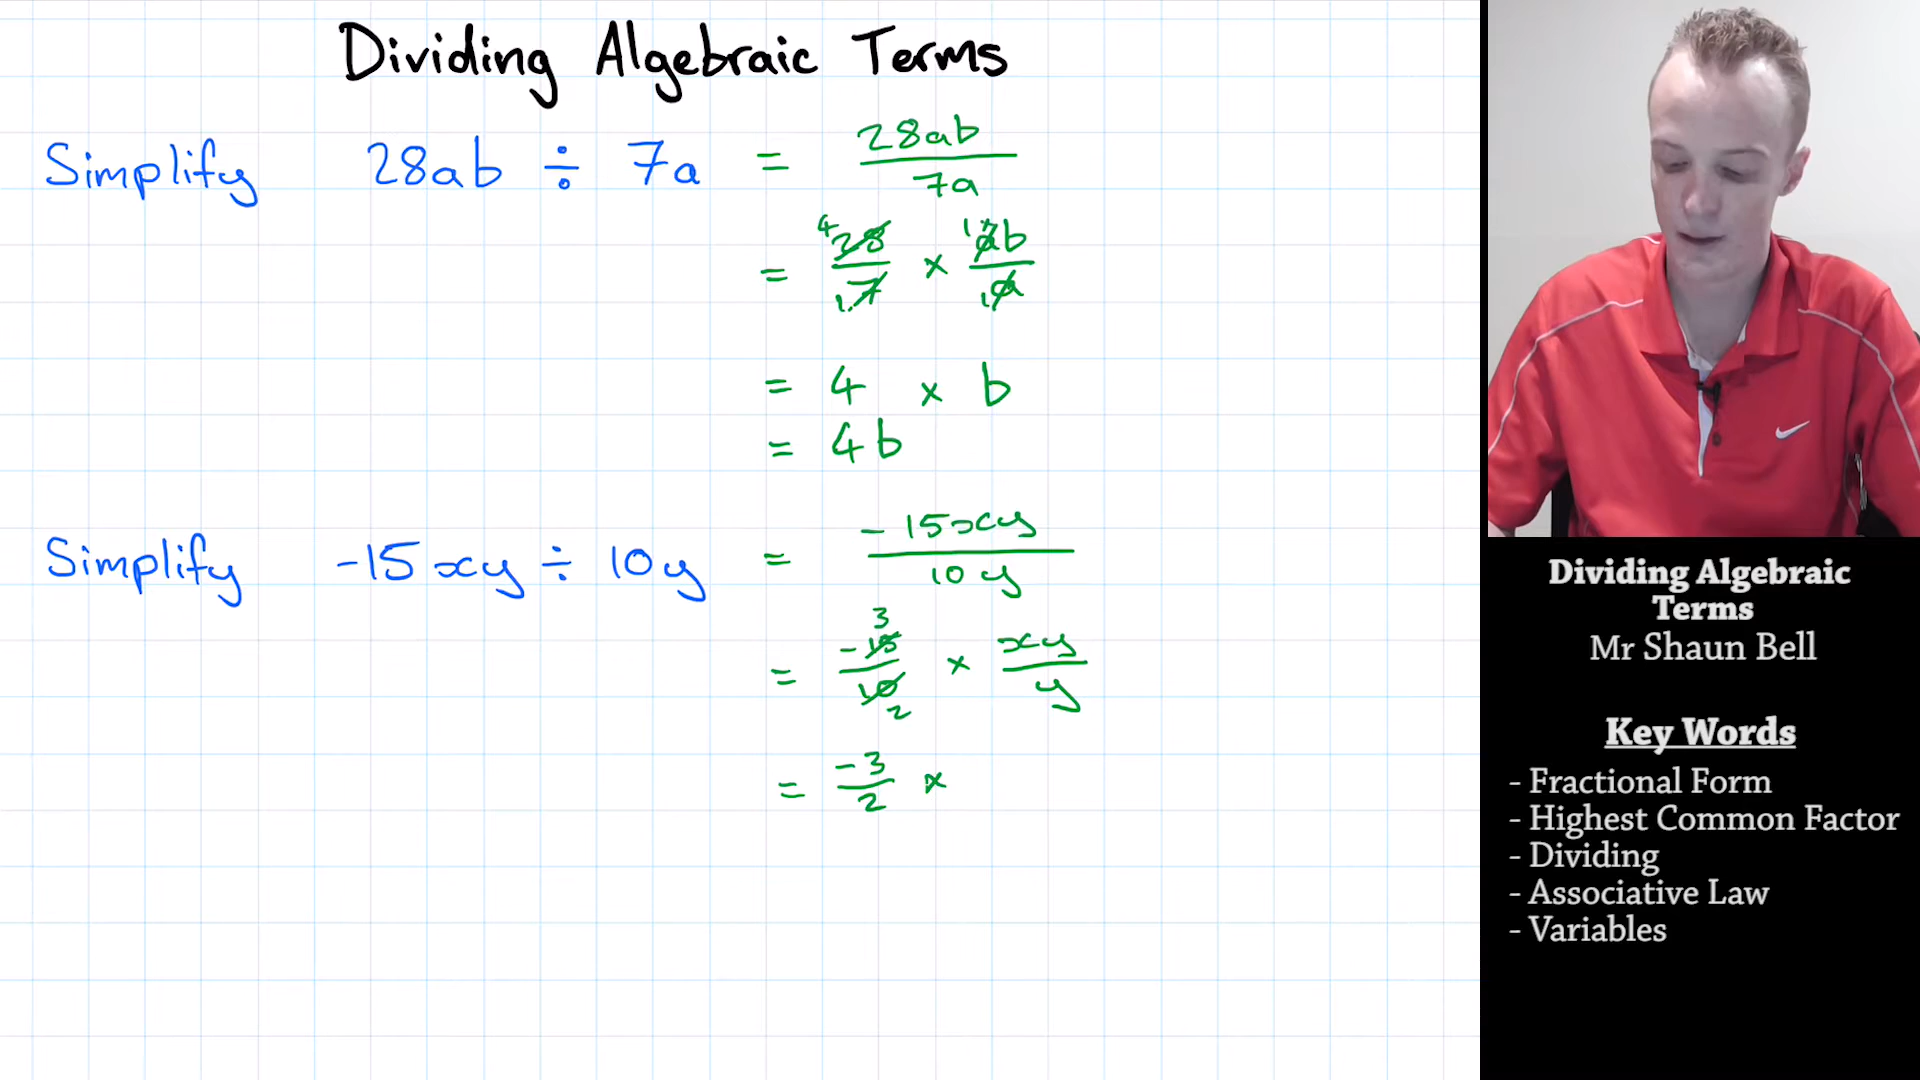 Dividing Algebraic Terms
Simplify 28ab ÷ 7a = 28ab/7a
= 4 28/1 7 × 1 ab/1 a
= 4 × b
= 4b
Simplify -15xy ÷ 10y = -15xy/10y
= 3 -15/10 2 × xy/y
= -3/2 ×
Dividing Algebraic
Terms
Mr Shaun Bell
Key Words
- Fractional Form
- Highest Common Factor
- Dividing
- Associative Law
- Variables